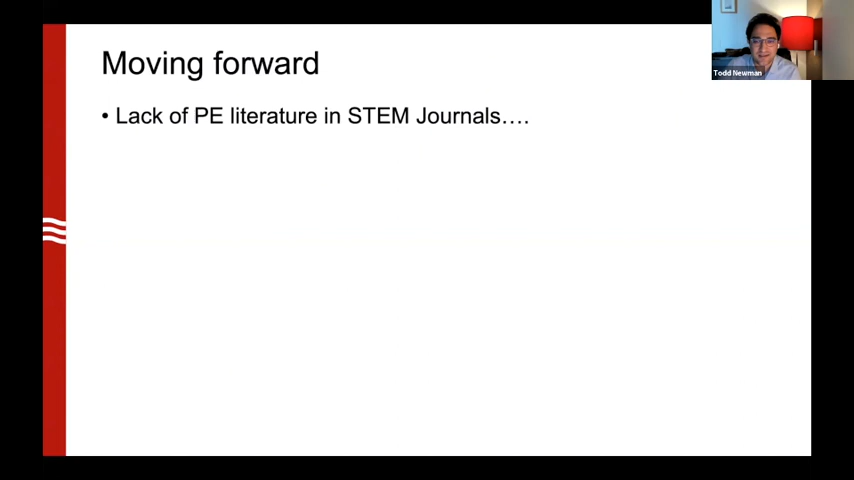 Moving forward
• Lack of PE literature in STEM Journals….
Todd Newman